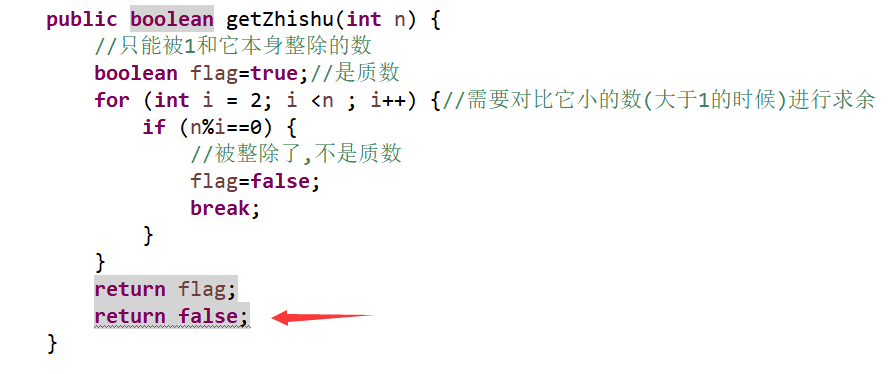 public boolean getZhishu(int n) {
//只能被1和它本身整除的数
boolean flag=true;//是质数
for (int i = 2; i <n ; i++) {//需要对比它小的数(大于1的时候)进行求余
if (n%i==0) {
//被整除了,不是质数
flag=false;
break;
}
}
return flag;
return false;
}